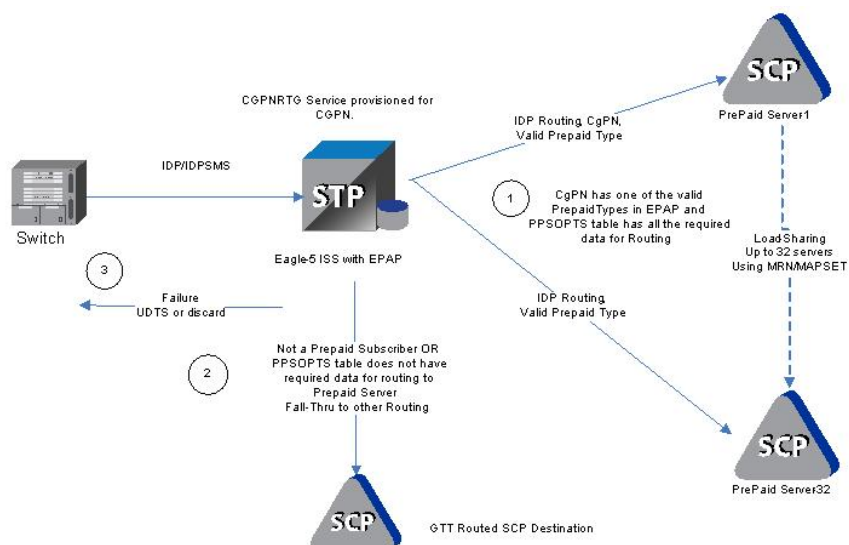 SCP
PrePaid Server1
CGPNRTG Service provisioned for
CGPN.
IDP Routing, CgPN,
Valid Prepaid Type
IDP/IDPSMS
STP
Switch
Eagle-5 ISS with EPAP
1
CgPN has one of the valid
PrepaidTypes in EPAP and
PPSOPTS table has all the required
data for Routing
Load-Sharing
Up to 32 servers
Using MRN/MAPSET
3
Failure
UDTS or discard
IDP Routing,
Valid Prepaid Type
2
Not a Prepaid Subscriber OR
PPSOPTS table does not have
required data for routing to
Prepaid Server
Fall-Thru to other Routing
SCP
PrePaid Server32
SCP
GTT Routed SCP Destination